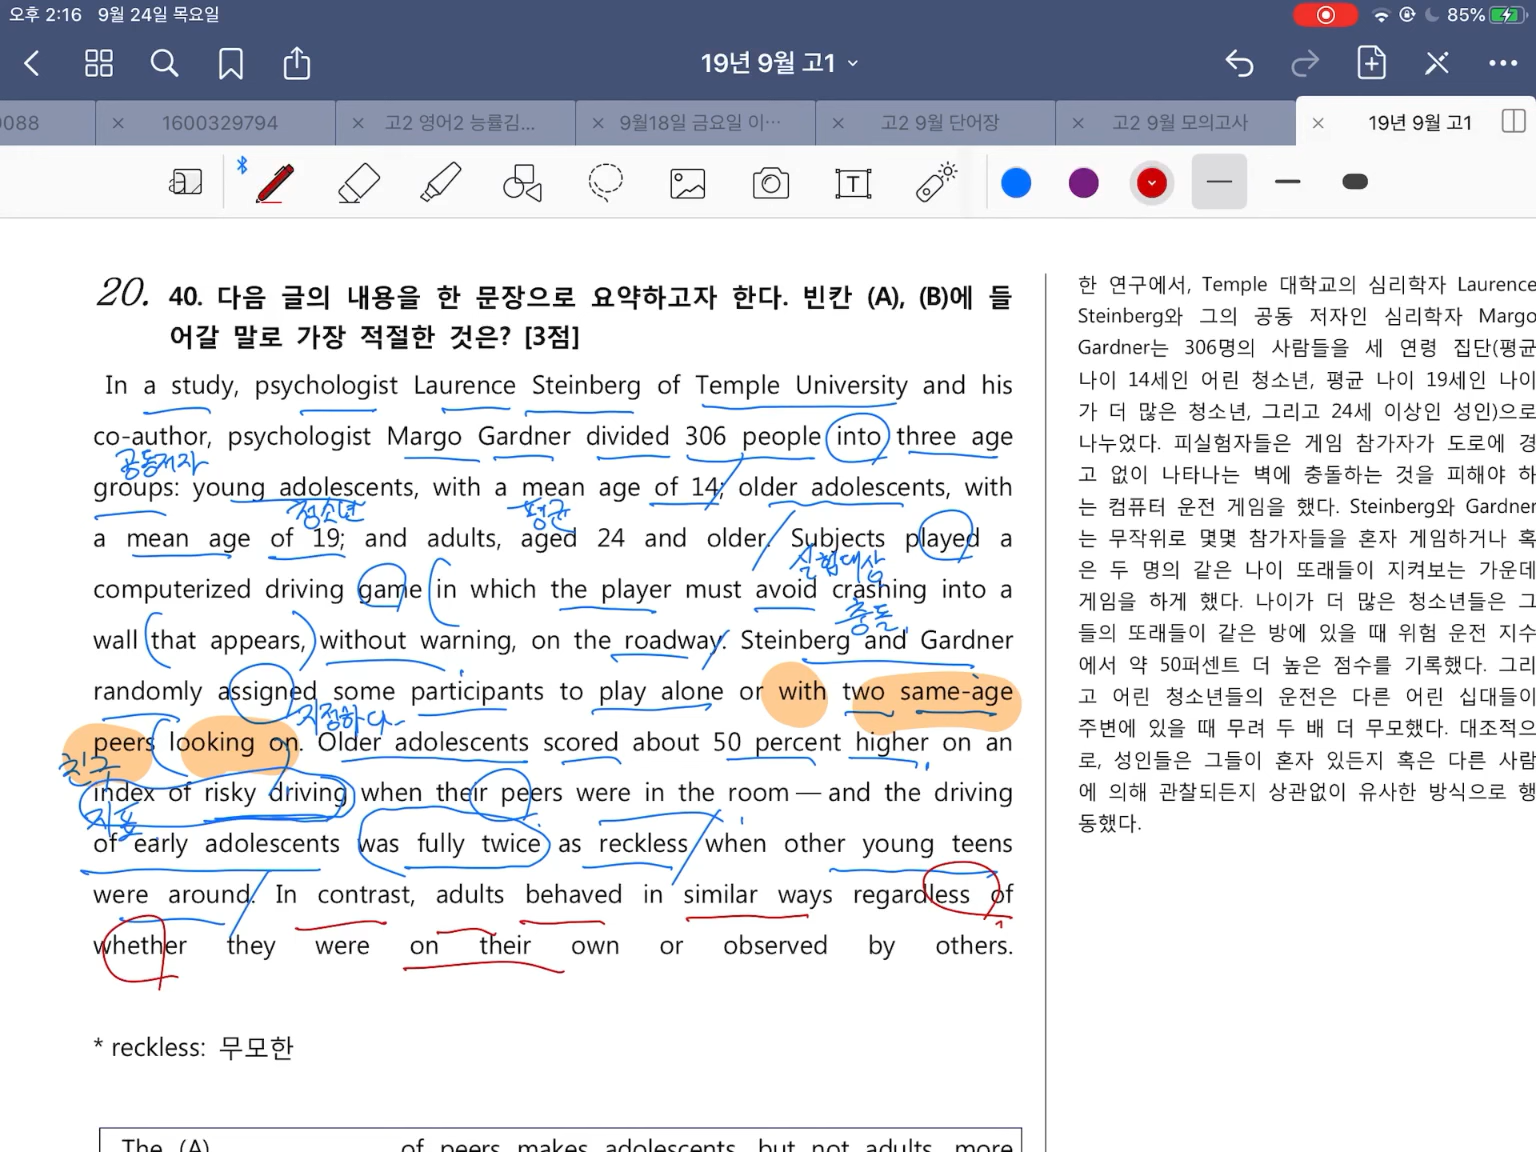 오후 2:16 9월 24일 목요일
85%
19년 9월 고1
0088
1600329794
고2 영어2 능률김...
9월18일 금요일 이...
고2 9월 단어장
고2 9월 모의고사
19년 9월 고1
20. 40. 다음 글의 내용을 한 문장으로 요약하고자 한다. 빈칸 (A), (B)에 들
어갈 말로 가장 적절한 것은? [3점]
In a study, psychologist Laurence Steinberg of Temple University and his
co-author, psychologist Margo Gardner divided 306 people into three age
공동저자
groups: young adolescents, with a mean age of 14; older adolescents, with
청소년 평균
a mean age of 19; and adults, aged 24 and older. Subjects played a
실험대상
computerized driving game in which the player must avoid crashing into a
충돌
wall that appears, without warning, on the roadway. Steinberg and Gardner
randomly assigned some participants to play alone or with two same-age
지정하다
peers looking on. Older adolescents scored about 50 percent higher on an
친구
index of risky driving when their peers were in the room — and the driving
지표
of early adolescents was fully twice as reckless when other young teens
were around. In contrast, adults behaved in similar ways regardless of
whether they were on their own or observed by others.
* reckless: 무모한
The (A) of peers makes adolescents, but not adults, more
한 연구에서, Temple 대학교의 심리학자 Laurence
Steinberg와 그의 공동 저자인 심리학자 Margo
Gardner는 306명의 사람들을 세 연령 집단(평균
나이 14세인 어린 청소년, 평균 나이 19세인 나이
가 더 많은 청소년, 그리고 24세 이상인 성인)으로
나누었다. 피실험자들은 게임 참가자가 도로에 경
고 없이 나타나는 벽에 충돌하는 것을 피해야 하
는 컴퓨터 운전 게임을 했다. Steinberg와 Gardner
는 무작위로 몇몇 참가자들을 혼자 게임하거나 혹
은 두 명의 같은 나이 또래들이 지켜보는 가운데
게임을 하게 했다. 나이가 더 많은 청소년들은 그
들의 또래들이 같은 방에 있을 때 위험 운전 지수
에서 약 50퍼센트 더 높은 점수를 기록했다. 그리
고 어린 청소년들의 운전은 다른 어린 십대들이
주변에 있을 때 무려 두 배 더 무모했다. 대조적으
로, 성인들은 그들이 혼자 있든지 혹은 다른 사람
에 의해 관찰되든지 상관없이 유사한 방식으로 행
동했다.